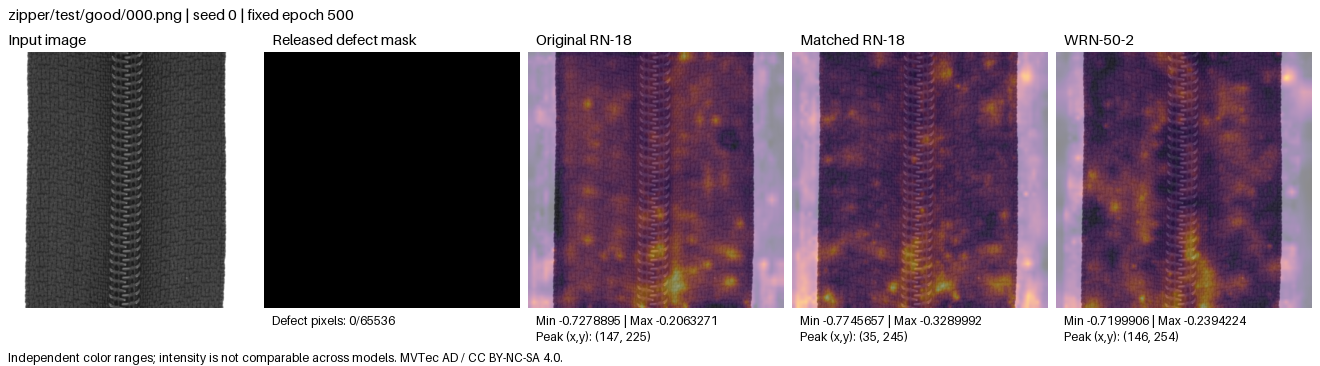 zipper/test/good/000.png | seed 0 | fixed epoch 500
Input image
Released defect mask
Original RN-18
Matched RN-18
WRN-50-2
Defect pixels: 0/65536
Min -0.7278895 | Max -0.2063271
Peak (x,y): (147, 225)
Min -0.7745657 | Max -0.3289992
Peak (x,y): (35, 245)
Min -0.7199906 | Max -0.2394224
Peak (x,y): (146, 254)
Independent color ranges; intensity is not comparable across models. MVTec AD / CC BY-NC-SA 4.0.